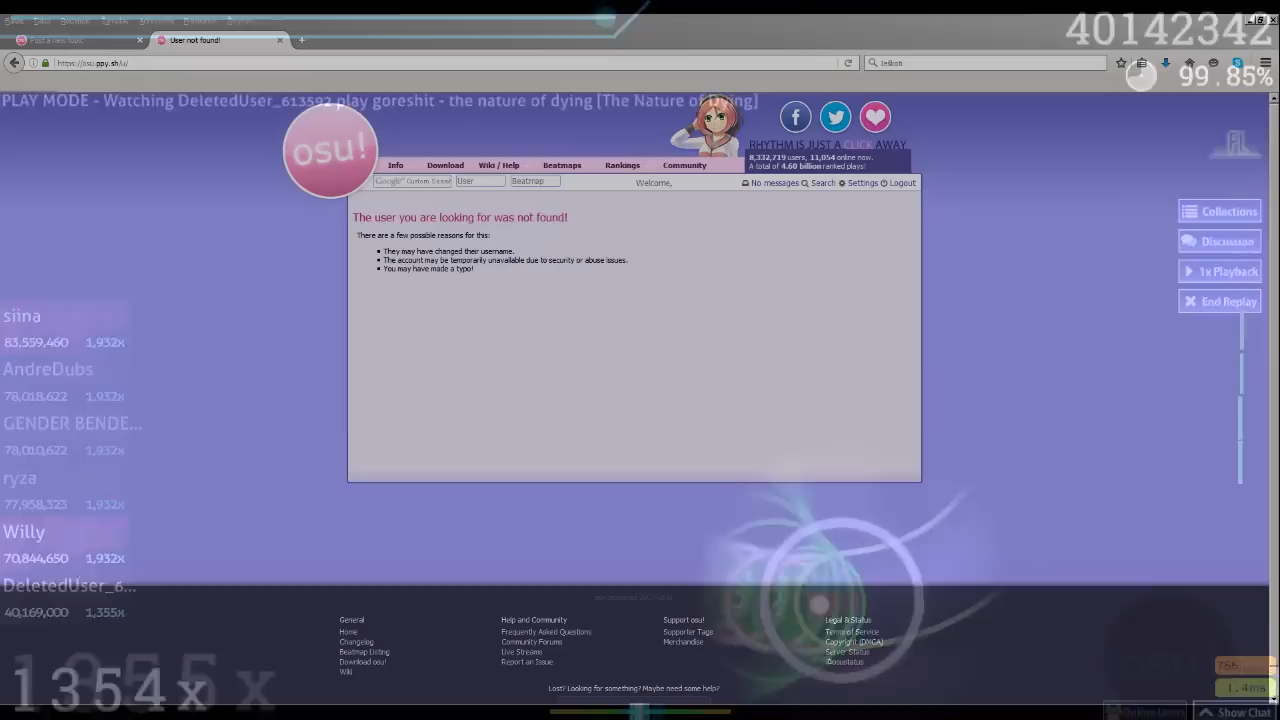 40142342
Post a new topic
User not found!
https://osu.ppy.sh/u/
Ieškoti
99.85%
PLAY MODE - Watching DeletedUser_613592 play goreshit - the nature of dying [The Nature of Dying]
osu!
RHYTHM IS JUST A CLICK AWAY
8,332,719 users, 11,054 online now.
A total of 4.60 billion ranked plays!
Info Download Wiki / Help Beatmaps Rankings Community
Google Custom Search User Beatmap Welcome, No messages Search Settings Logout
The user you are looking for was not found!
There are a few possible reasons for this:
They may have changed their username.
The account may be temporarily unavailable due to security or abuse issues.
You may have made a typo!
Collections
Discussion
1x Playback
End Replay
siina
83,559,460 1,932x
AndreDubs
78,018,622 1,932x
GENDER BENDE...
78,010,622 1,932x
ryza
77,958,323 1,932x
Willy
70,844,650 1,932x
DeletedUser_6...
40,169,000 1,355x
General Help and Community Support osu! Legal & Status
Home Frequently Asked Questions Supporter Tags Terms of Service
Changelog Community Forums Merchandise Copyright (DMCA)
Beatmap Listing Live Streams Server Status
Download osu! Report an Issue @osustatus
Wiki
Lost? Looking for something? Maybe need some help?
1354x
1.4ms
Show Chat